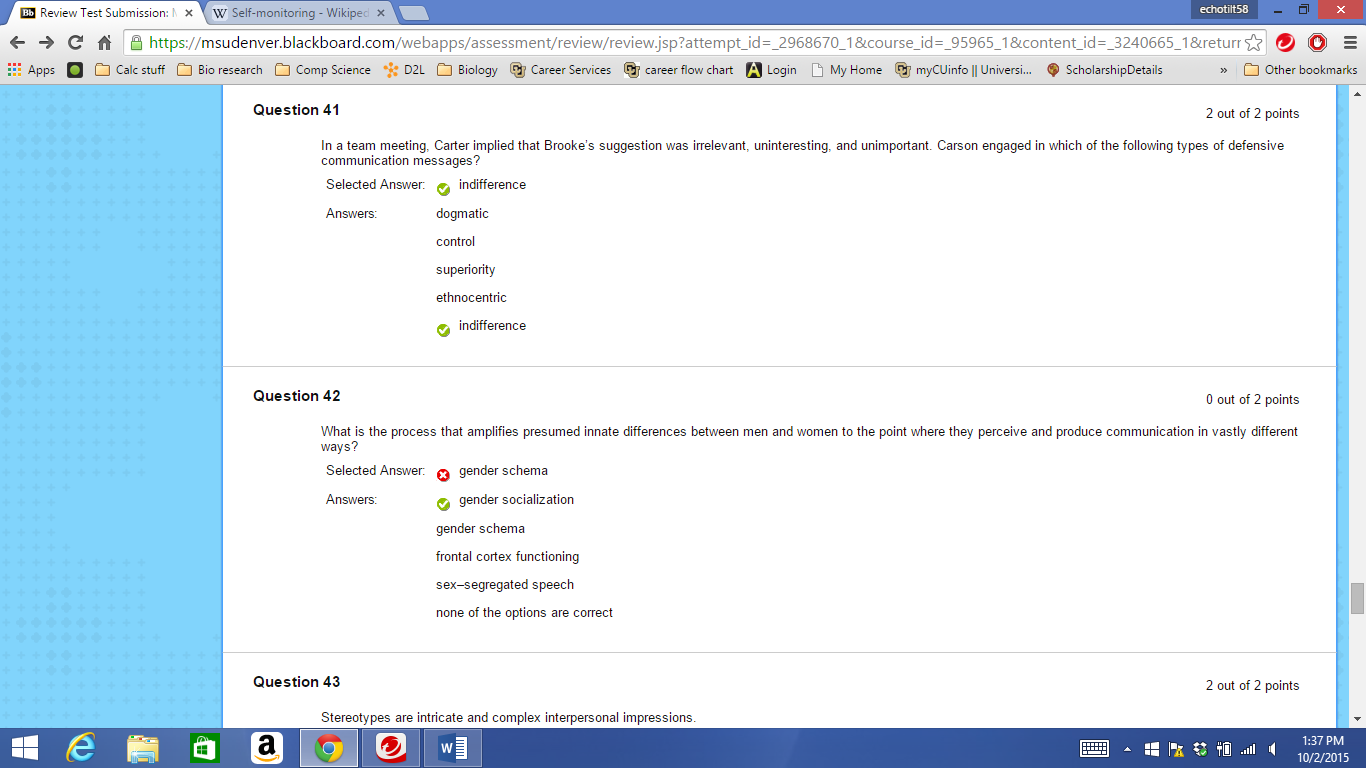 Review Test Submission: M
Self-monitoring - Wikiped
echotilt58
https://msudenver.blackboard.com/webapps/assessment/review/review.jsp?attempt_id=_2968670_1&course_id=_95965_1&content_id=_3240665_1&return
Apps
Calc stuff
Bio research
Comp Science
D2L
Biology
Career Services
career flow chart
Login
My Home
myCUinfo || Universi...
ScholarshipDetails
»
Other bookmarks
Question 41
2 out of 2 points
In a team meeting, Carter implied that Brooke's suggestion was irrelevant, uninteresting, and unimportant. Carson engaged in which of the following types of defensive
communication messages?
Selected Answer: indifference
Answers: dogmatic
control
superiority
ethnocentric
indifference
Question 42
0 out of 2 points
What is the process that amplifies presumed innate differences between men and women to the point where they perceive and produce communication in vastly different
ways?
Selected Answer: gender schema
Answers: gender socialization
gender schema
frontal cortex functioning
sex–segregated speech
none of the options are correct
Question 43
2 out of 2 points
Stereotypes are intricate and complex interpersonal impressions.
1:37 PM
10/2/2015